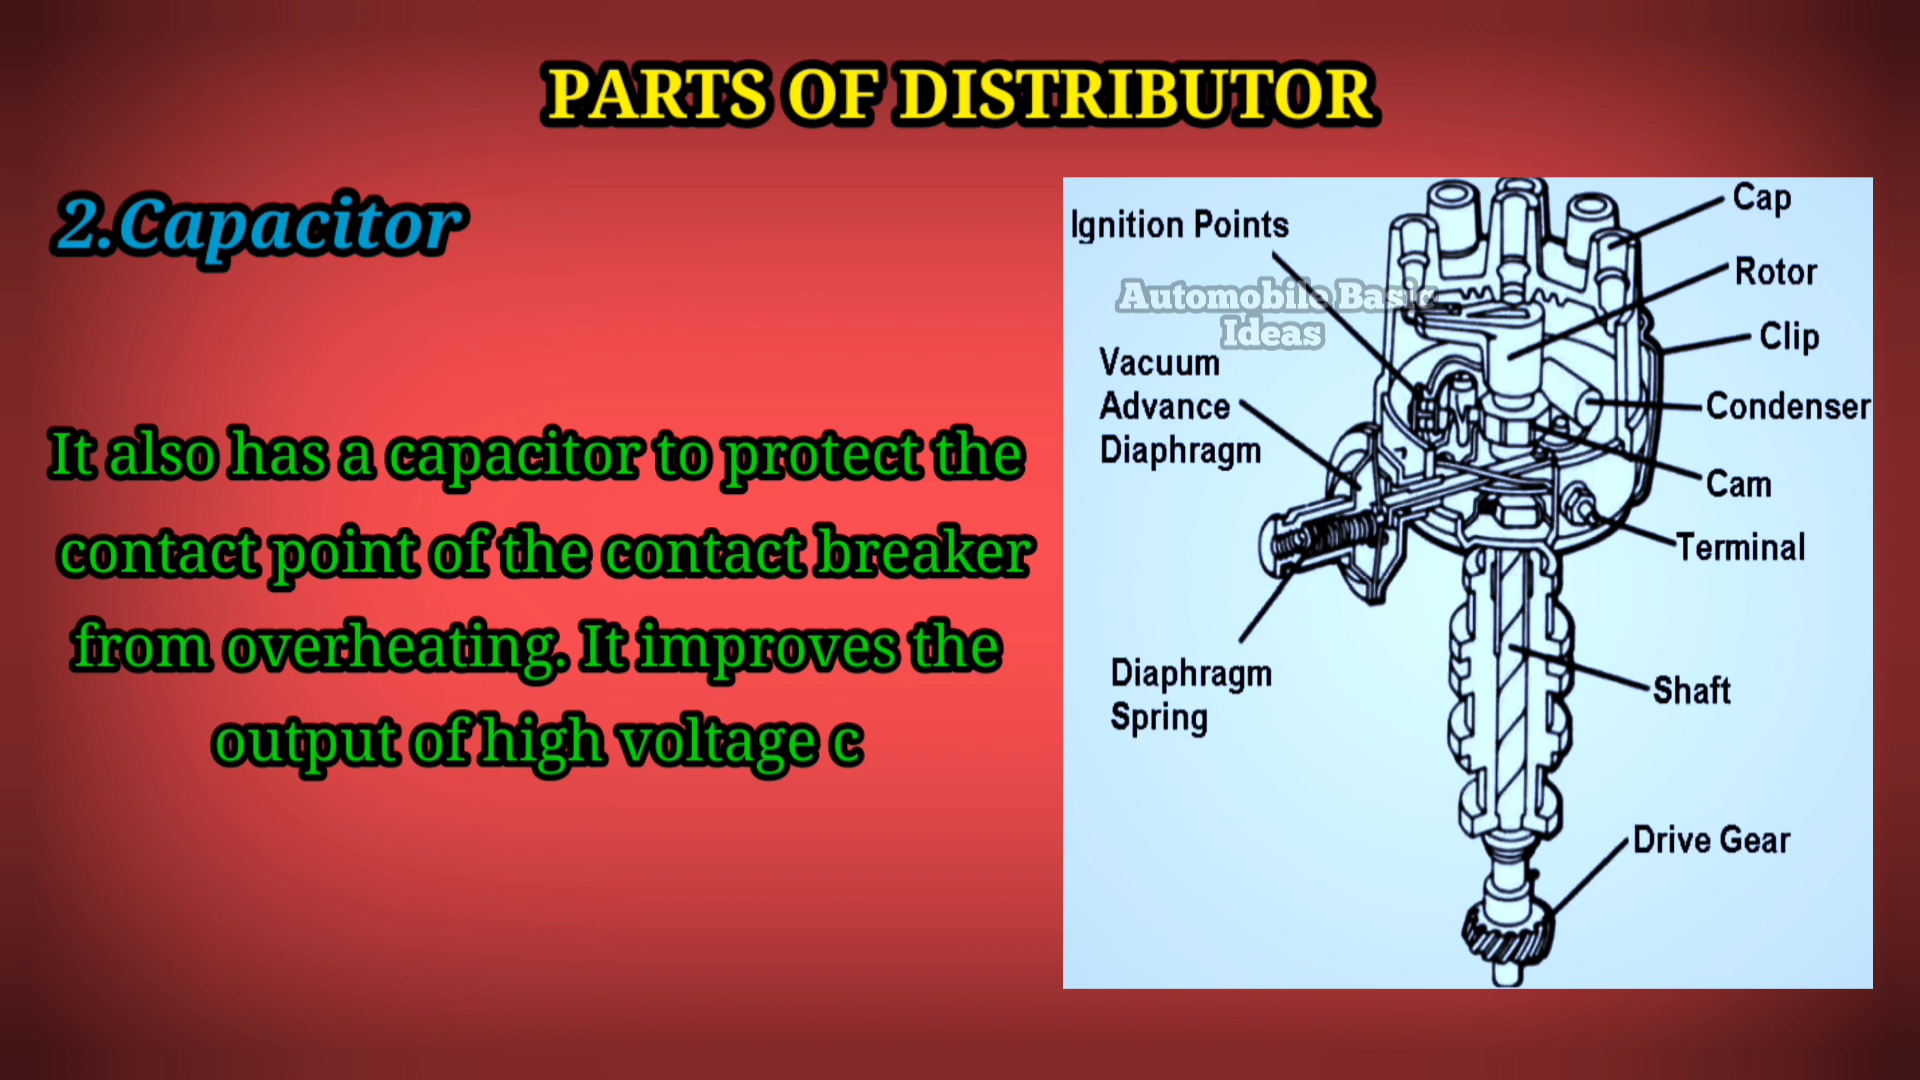 PARTS OF DISTRIBUTOR
2.Capacitor
It also has a capacitor to protect the
contact point of the contact breaker
from overheating. It improves the
output of high voltage c
Cap
Ignition Points
Rotor
Automobile Basic
Ideas
Clip
Vacuum
Advance
Diaphragm
Condenser
Cam
Terminal
Diaphragm
Spring
Shaft
Drive Gear